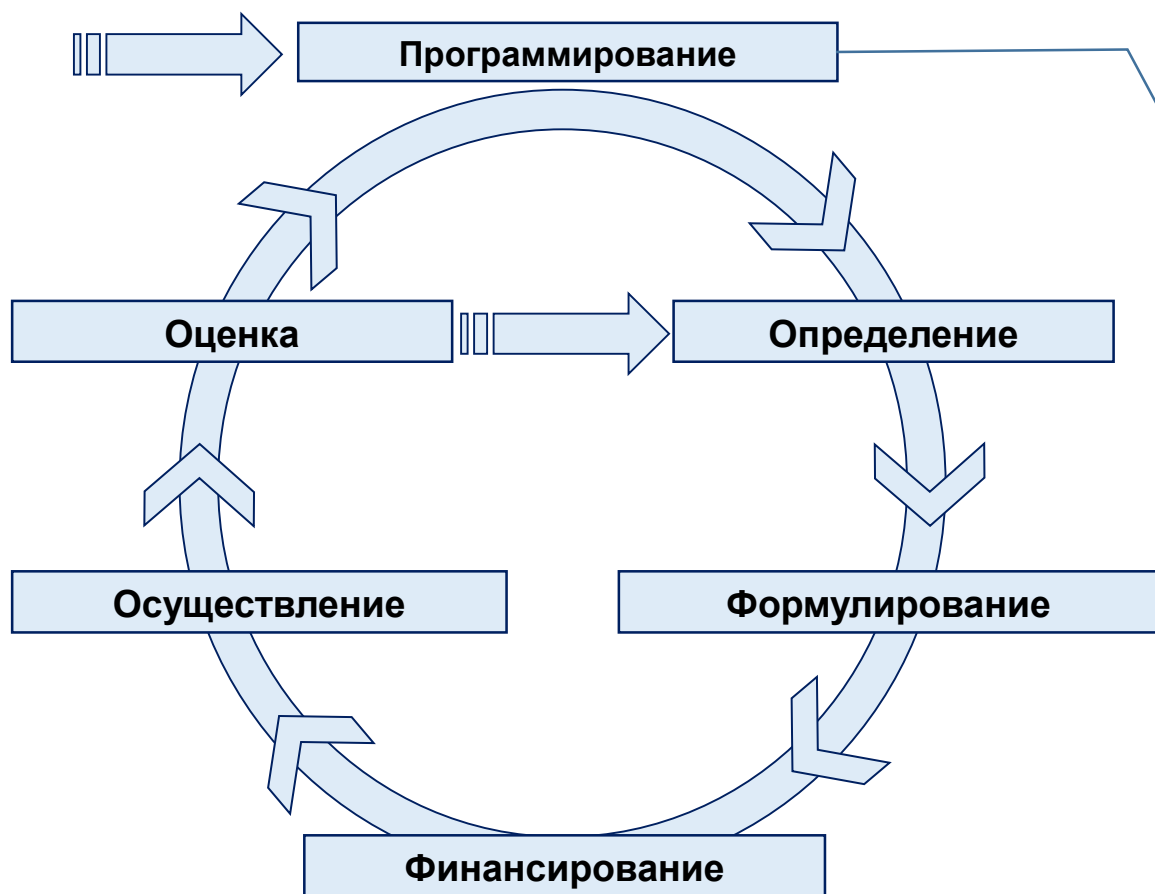 Программирование
Оценка
Определение
Осуществление
Формулирование
Финансирование